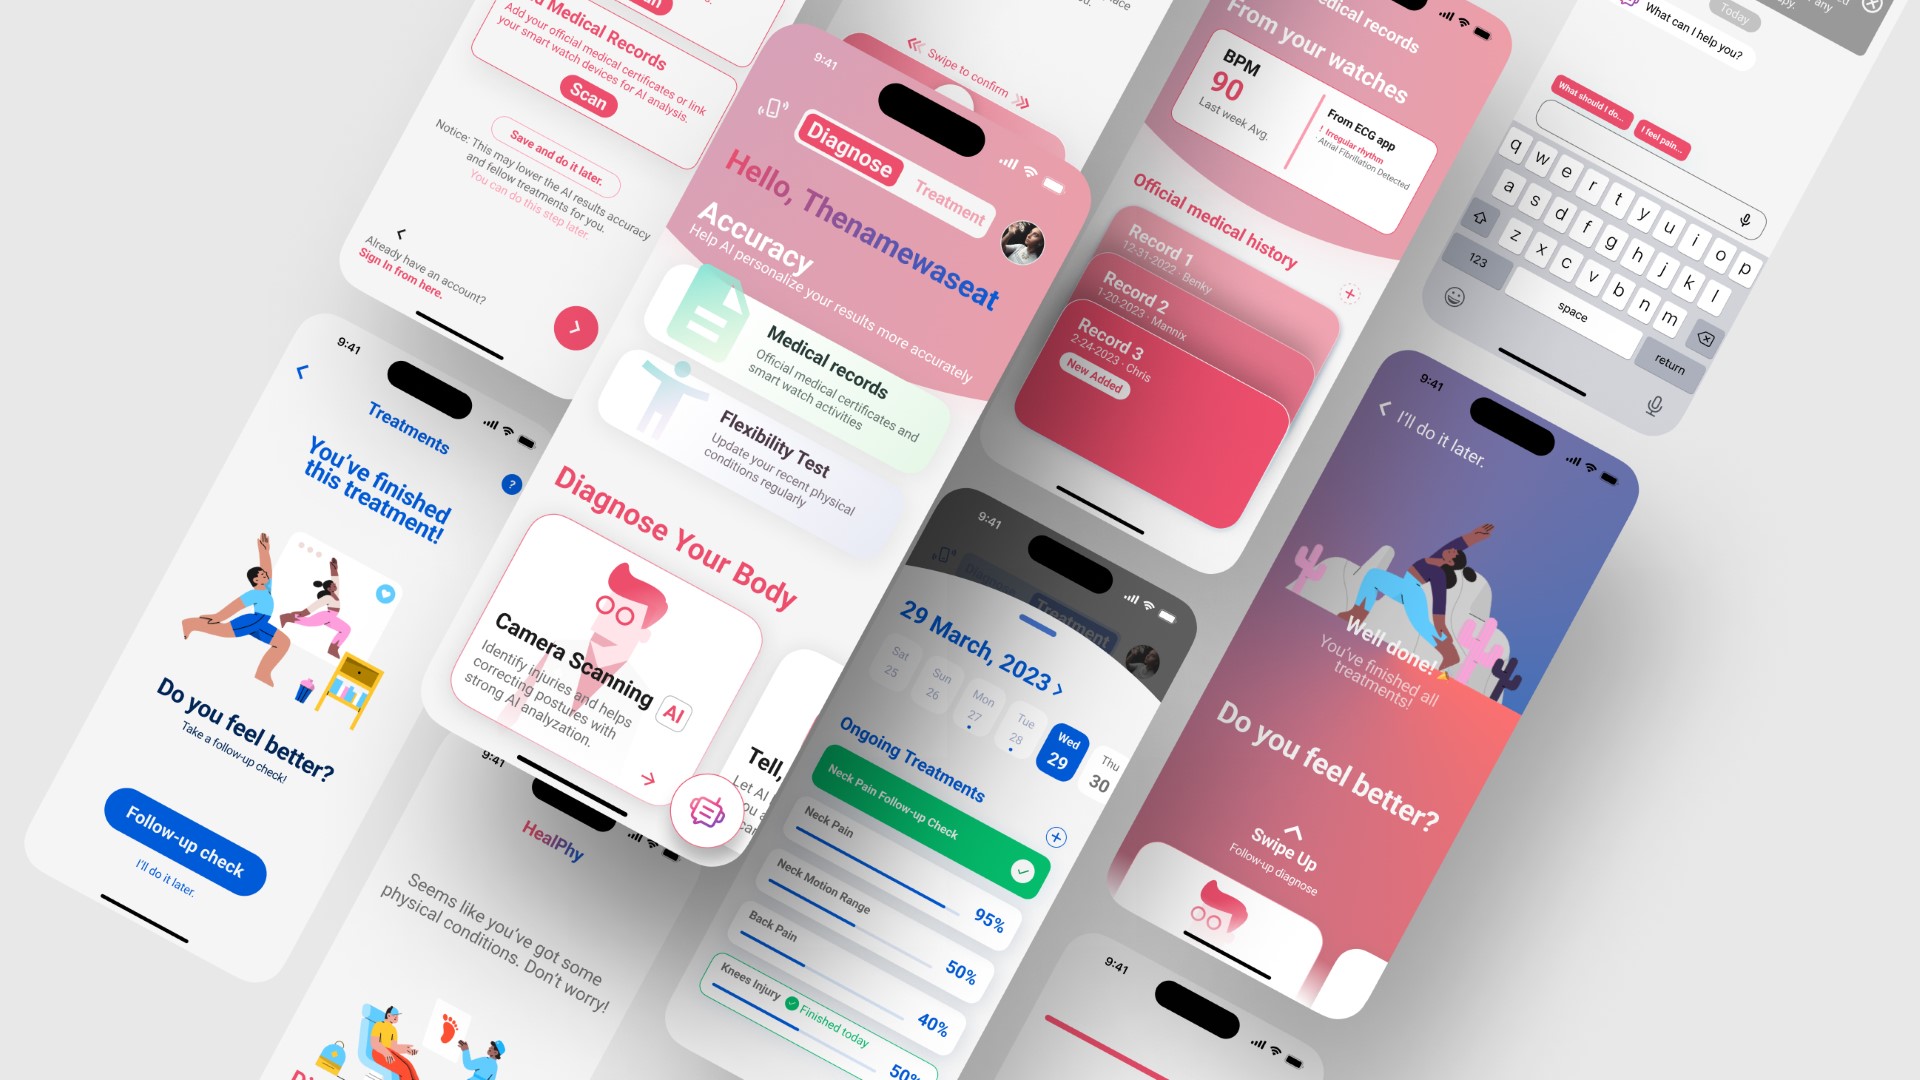 Medical Records
Add your official medical certificates or link
your smart watch devices for AI analysis.
Scan
Save and do it later.
Notice: This may lower the AI results accuracy
and fellow treatments for you.
You can do this step later.
Already have an account?
Sign In from here.
9:41
Treatments
?
You've finished
this treatment!
Do you feel better?
Take a follow-up check!
Follow-up check
I'll do it later.
9:41
HealPhy
Seems like you've got some
physical conditions. Don't worry!
9:41
Diagnose
Treatment
Hello, Thenamewaseat
Accuracy
Help AI personalize your results more accurately
Medical records
Official medical certificates and
smart watch activities
Flexibility Test
Update your recent physical
conditions regularly
Diagnose Your Body
Camera Scanning
AI
Identify injuries and helps
correcting postures with
strong AI analyzation.
Tell,
Let AI
Swipe to confirm
medical records
From your watches
BPM
90
Last week Avg.
From ECG app
! Irregular rhythm
· Atrial Fibrillation Detected
Official medical history
Record 1
12-31-2022 · Benky
Record 2
1-20-2023 · Mannix
Record 3
2-24-2023 · Chris
New Added
9:41
Treatment
29 March, 2023
Sat
25
Sun
26
Mon
27
Tue
28
Wed
29
Thu
30
Ongoing Treatments
Neck Pain Follow-up Check
Neck Pain
95%
Neck Motion Range
50%
Back Pain
40%
Knees Injury
Finished today
50%
Today
What can I help you?
What should I do...
I feel pain...
q w e r t y u i o p
a s d f g h j k l
z x c v b n m
123
space
return
9:41
I'll do it later.
Well done!
You've finished all
treatments!
Do you feel better?
Swipe Up
Follow-up diagnose
9:41